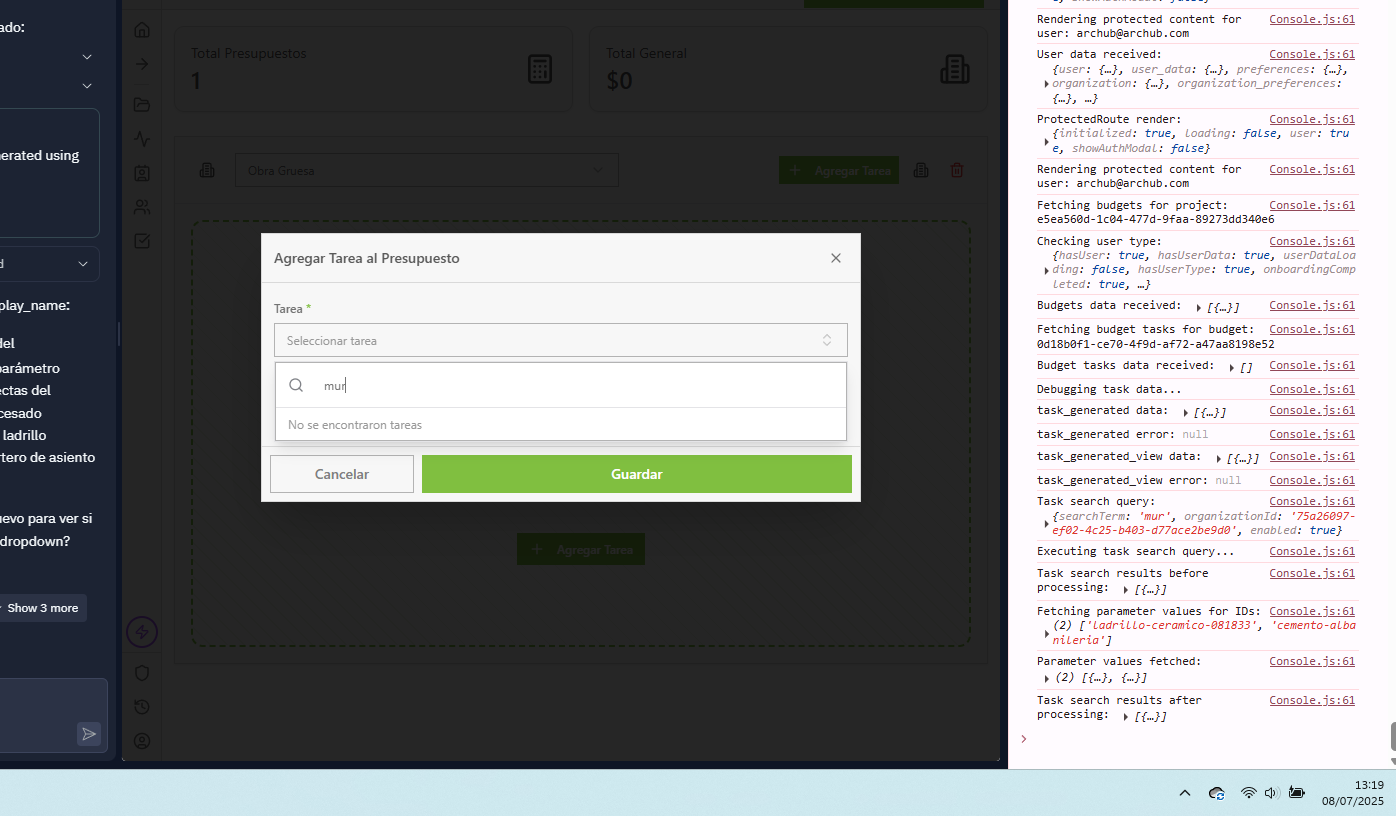 ado:
erated using
d
play_name:
del
parámetro
ectas del
cesado
ladrillo
tero de asiento
uevo para ver si
dropdown?
Show 3 more
Total Presupuestos
1
Total General
$0
Obra Gruesa
Agregar Tarea
Agregar Tarea al Presupuesto
Tarea *
Seleccionar tarea
mur
No se encontraron tareas
Cancelar
Guardar
Agregar Tarea
Rendering protected content for Console.js:61
user: archub@archub.com
User data received: Console.js:61
{user: {…}, user_data: {…}, preferences: {…},
organization: {…}, organization_preferences:
{…}, …}
ProtectedRoute render: Console.js:61
{initialized: true, loading: false, user: tru
e, showAuthModal: false}
Rendering protected content for Console.js:61
user: archub@archub.com
Fetching budgets for project: Console.js:61
e5ea560d-1c04-477d-9faa-89273dd340e6
Checking user type: Console.js:61
{hasUser: true, hasUserData: true, userDataLoa
ding: false, hasUserType: true, onboardingComp
leted: true, …}
Budgets data received: [{…}] Console.js:61
Fetching budget tasks for budget: Console.js:61
0d18b0f1-ce70-4f9d-af72-a47aa8198e52
Budget tasks data received: [] Console.js:61
Debugging task data... Console.js:61
task_generated data: [{…}] Console.js:61
task_generated error: null Console.js:61
task_generated_view data: [{…}] Console.js:61
task_generated_view error: null Console.js:61
Task search query: Console.js:61
{searchTerm: 'mur', organizationId: '75a26097-
ef02-4c25-b403-d77ace2be9d0', enabled: true}
Executing task search query... Console.js:61
Task search results before Console.js:61
processing: [{…}]
Fetching parameter values for IDs: Console.js:61
(2) ['ladrillo-ceramico-081833', 'cemento-alba
nileria']
Parameter values fetched: Console.js:61
(2) [{…}, {…}]
Task search results after Console.js:61
processing: [{…}]
13:19
08/07/2025